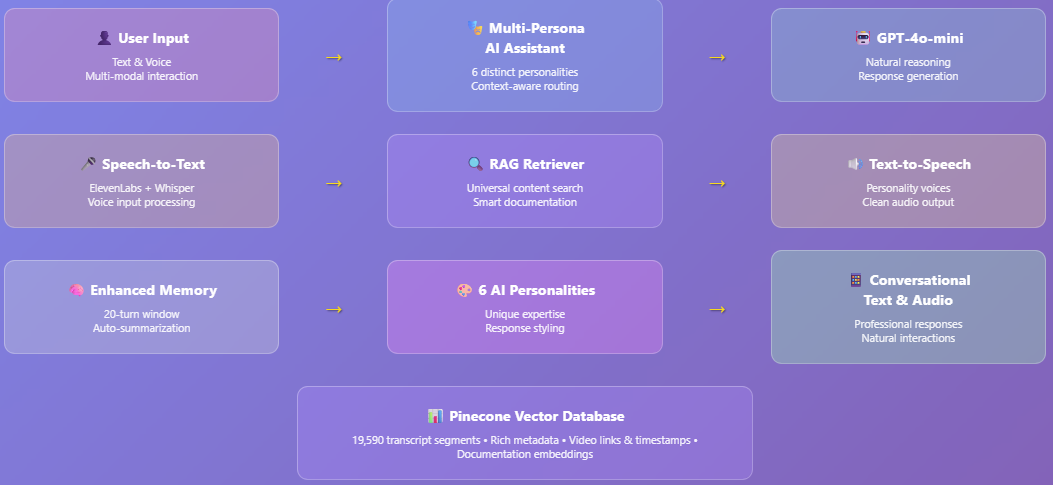 User Input
Text & Voice
Multi-modal interaction
→
Multi-Persona
AI Assistant
6 distinct personalities
Context-aware routing
→
GPT-4o-mini
Natural reasoning
Response generation
Speech-to-Text
ElevenLabs + Whisper
Voice input processing
→
RAG Retriever
Universal content search
Smart documentation
→
Text-to-Speech
Personality voices
Clean audio output
Enhanced Memory
20-turn window
Auto-summarization
→
6 AI Personalities
Unique expertise
Response styling
→
Conversational
Text & Audio
Professional responses
Natural interactions
Pinecone Vector Database
19,590 transcript segments • Rich metadata • Video links & timestamps •
Documentation embeddings